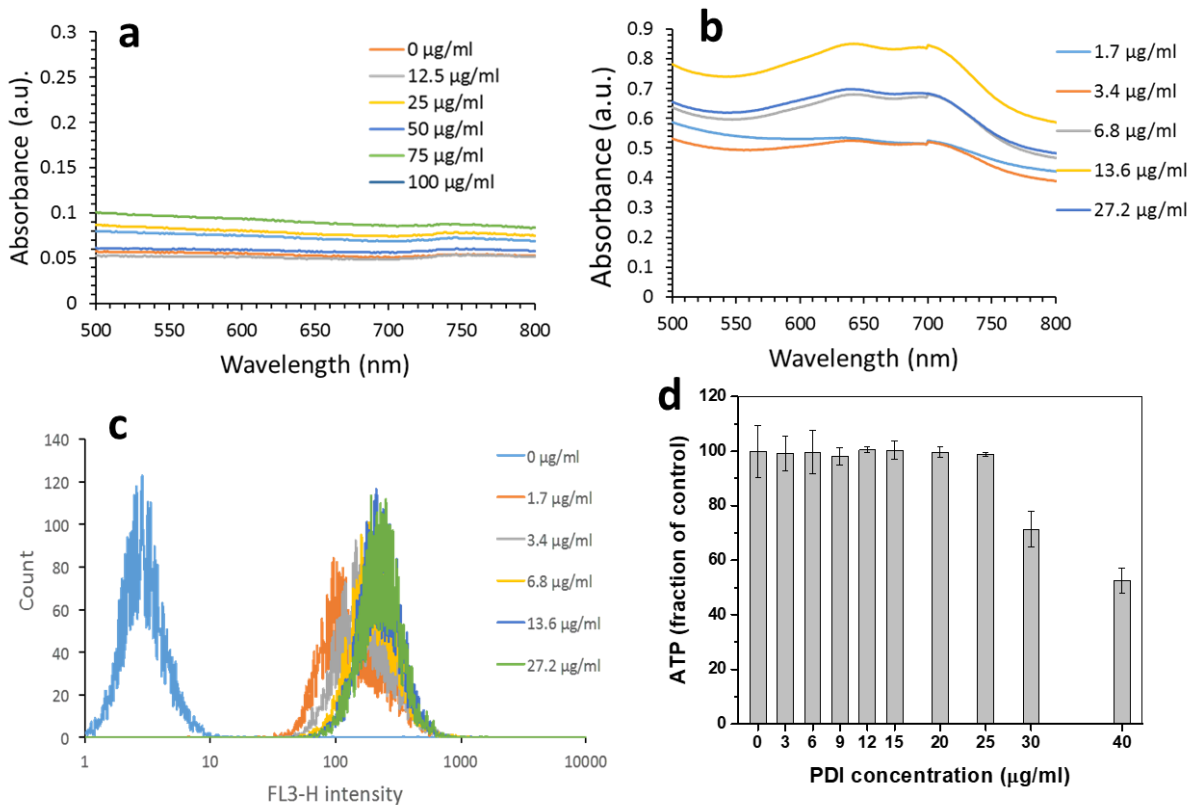 a
0.3
0.25
0.2
0.15
0.1
0.05
0
Absorbance (a.u.)
500 550 600 650 700 750 800
Wavelength (nm)
0 µg/ml
12.5 µg/ml
25 µg/ml
50 µg/ml
75 µg/ml
100 µg/ml
b
0.9
0.8
0.7
0.6
0.5
0.4
0.3
0.2
0.1
0
Absorbance (a.u.)
500 550 600 650 700 750 800
Wavelength (nm)
1.7 µg/ml
3.4 µg/ml
6.8 µg/ml
13.6 µg/ml
27.2 µg/ml
c
140
120
100
80
60
40
20
0
Count
1 10 100 1000 10000
FL3-H intensity
0 µg/ml
1.7 µg/ml
3.4 µg/ml
6.8 µg/ml
13.6 µg/ml
27.2 µg/ml
d
120
100
80
60
40
20
0
ATP (fraction of control)
0 3 6 9 12 15 20 25 30 40
PDI concentration (µg/ml)